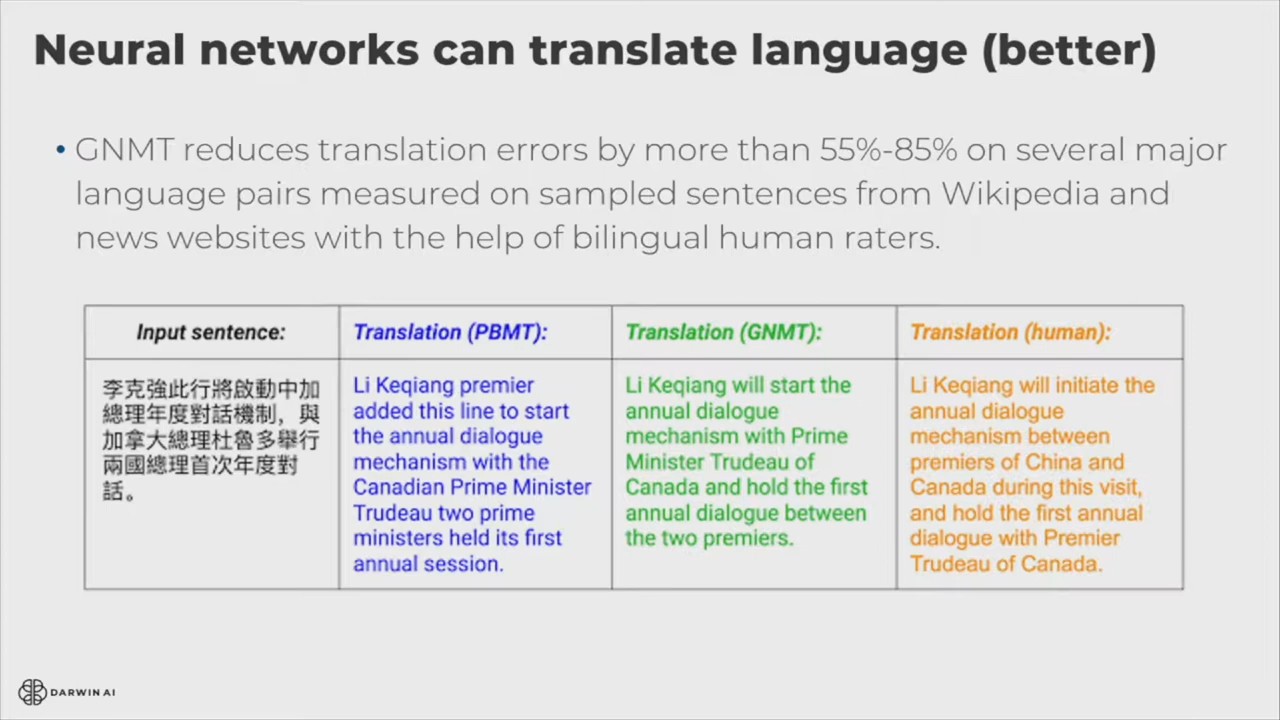 Neural networks can translate language (better)
• GNMT reduces translation errors by more than 55%-85% on several major
language pairs measured on sampled sentences from Wikipedia and
news websites with the help of bilingual human raters.
Input sentence:
李克強此行將啟動中加
總理年度對話機制，與
加拿大總理杜魯多舉行
兩國總理首次年度對
話。
Translation (PBMT):
Li Keqiang premier
added this line to start
the annual dialogue
mechanism with the
Canadian Prime Minister
Trudeau two prime
ministers held its first
annual session.
Translation (GNMT):
Li Keqiang will start the
annual dialogue
mechanism with Prime
Minister Trudeau of
Canada and hold the first
annual dialogue between
the two premiers.
Translation (human):
Li Keqiang will initiate the
annual dialogue
mechanism between
premiers of China and
Canada during this visit,
and hold the first annual
dialogue with Premier
Trudeau of Canada.
DARWIN AI